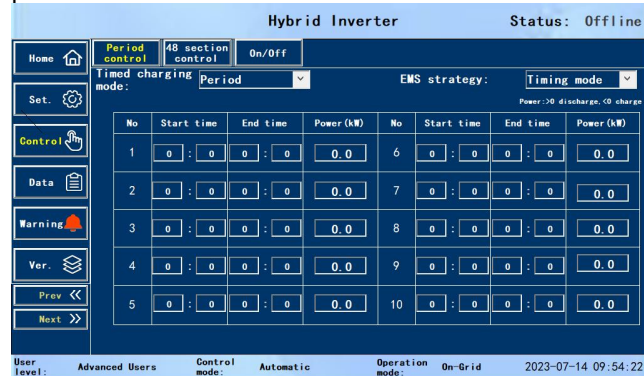 Hybrid Inverter Status: Offline
Home Period control 48 section control On/Off
Timed charging mode: Period EMS strategy: Timing mode
Set.
Power:>0 discharge,<0 charge
No Start time End time Power(kW) No Start time End time Power(kW)
Control
1 0 : 0 0 : 0 0.0 6 0 : 0 0 : 0 0.0
Data
2 0 : 0 0 : 0 0.0 7 0 : 0 0 : 0 0.0
Warning
3 0 : 0 0 : 0 0.0 8 0 : 0 0 : 0 0.0
Ver.
4 0 : 0 0 : 0 0.0 9 0 : 0 0 : 0 0.0
Prev
5 0 : 0 0 : 0 0.0 10 0 : 0 0 : 0 0.0
Next
User level: Advanced Users Control mode: Automatic Operation mode: On-Grid 2023-07-14 09:54:22